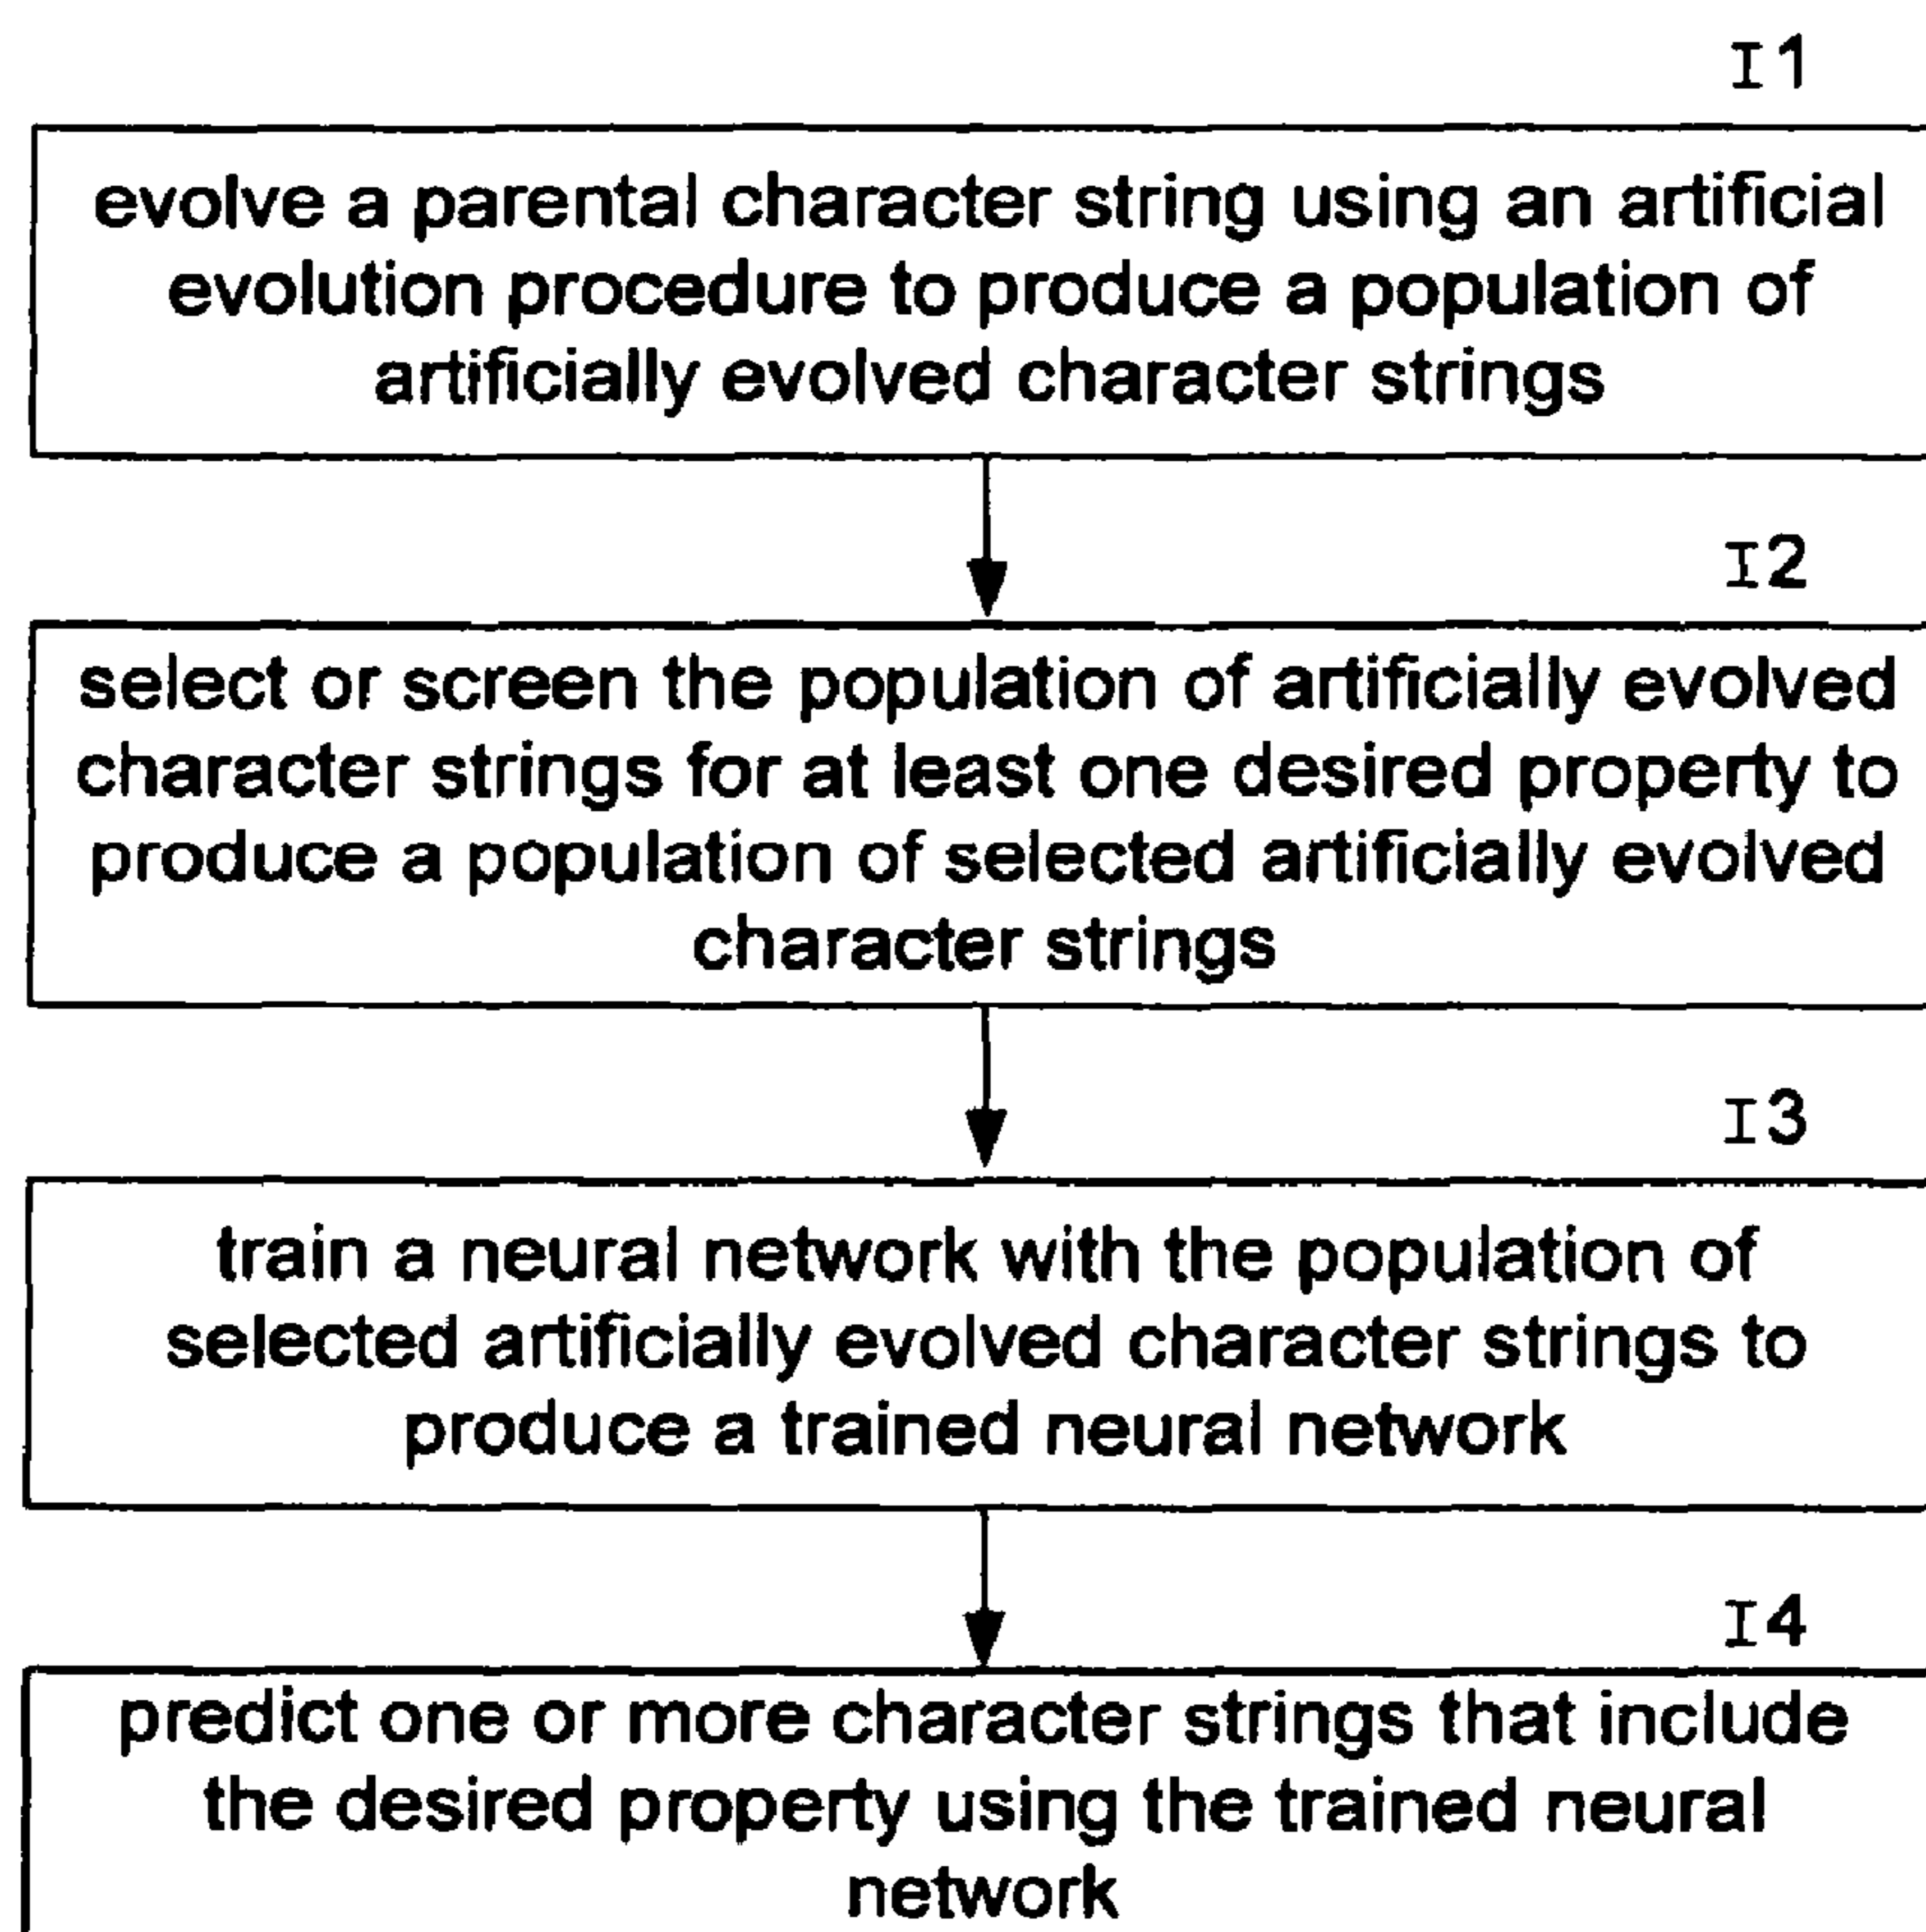 I1
evolve a parental character string using an artificial
evolution procedure to produce a population of
artificially evolved character strings
I2
select or screen the population of artificially evolved
character strings for at least one desired property to
produce a population of selected artificially evolved
character strings
I3
train a neural network with the population of
selected artificially evolved character strings to
produce a trained neural network
I4
predict one or more character strings that include
the desired property using the trained neural
network